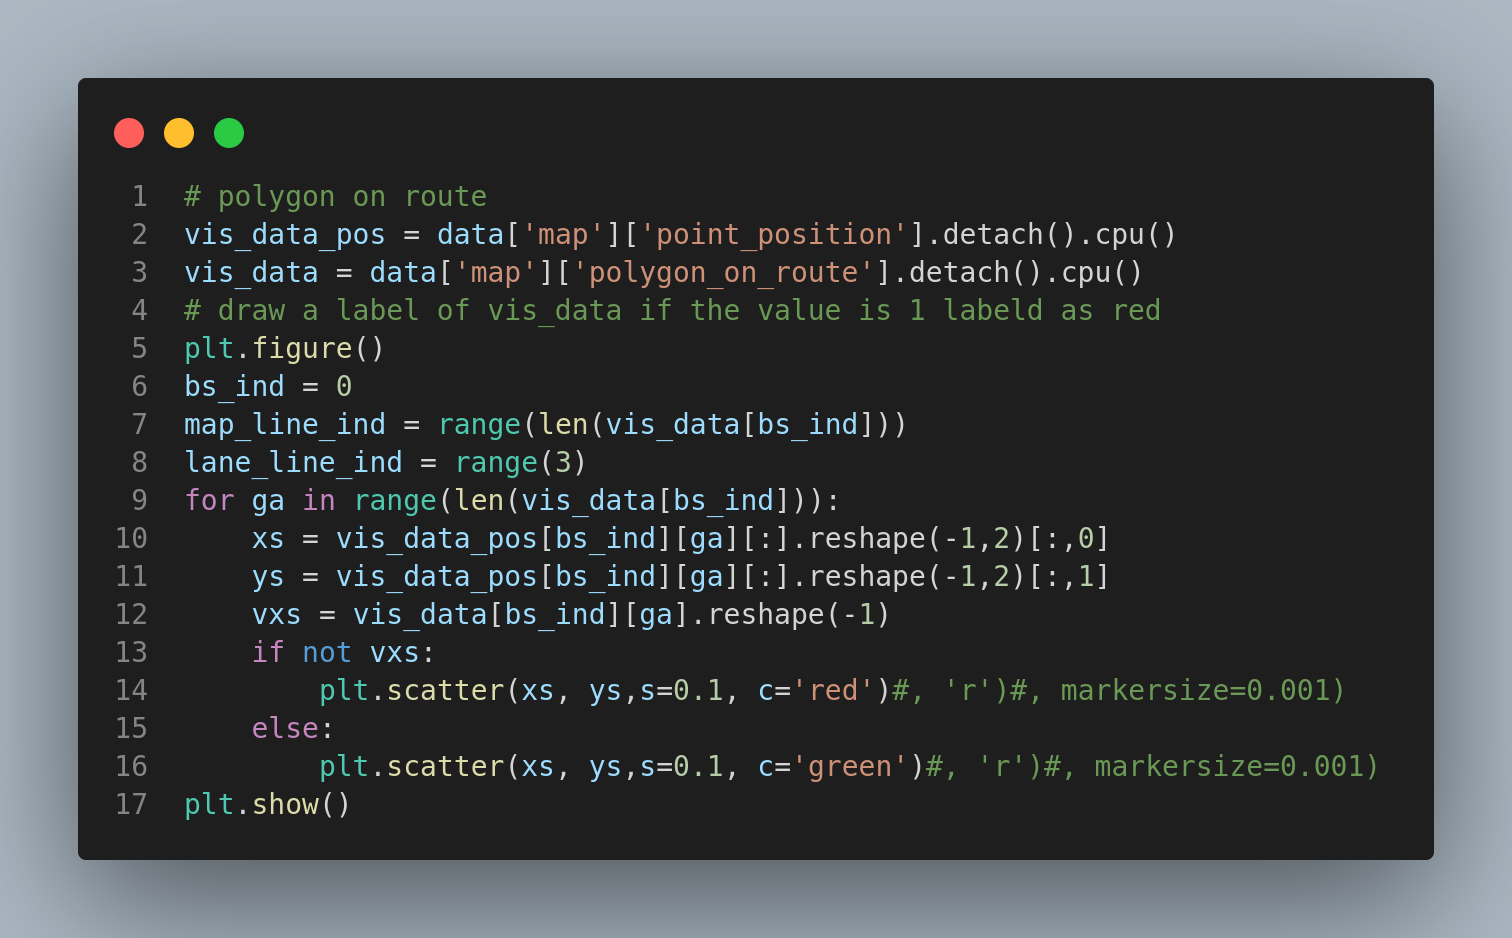 1 # polygon on route
2 vis_data_pos = data['map']['point_position'].detach().cpu()
3 vis_data = data['map']['polygon_on_route'].detach().cpu()
4 # draw a label of vis_data if the value is 1 labeld as red
5 plt.figure()
6 bs_ind = 0
7 map_line_ind = range(len(vis_data[bs_ind]))
8 lane_line_ind = range(3)
9 for ga in range(len(vis_data[bs_ind])):
10     xs = vis_data_pos[bs_ind][ga][:].reshape(-1,2)[:,0]
11     ys = vis_data_pos[bs_ind][ga][:].reshape(-1,2)[:,1]
12     vxs = vis_data[bs_ind][ga].reshape(-1)
13     if not vxs:
14         plt.scatter(xs, ys,s=0.1, c='red')#, 'r')#, markersize=0.001)
15     else:
16         plt.scatter(xs, ys,s=0.1, c='green')#, 'r')#, markersize=0.001)
17 plt.show()